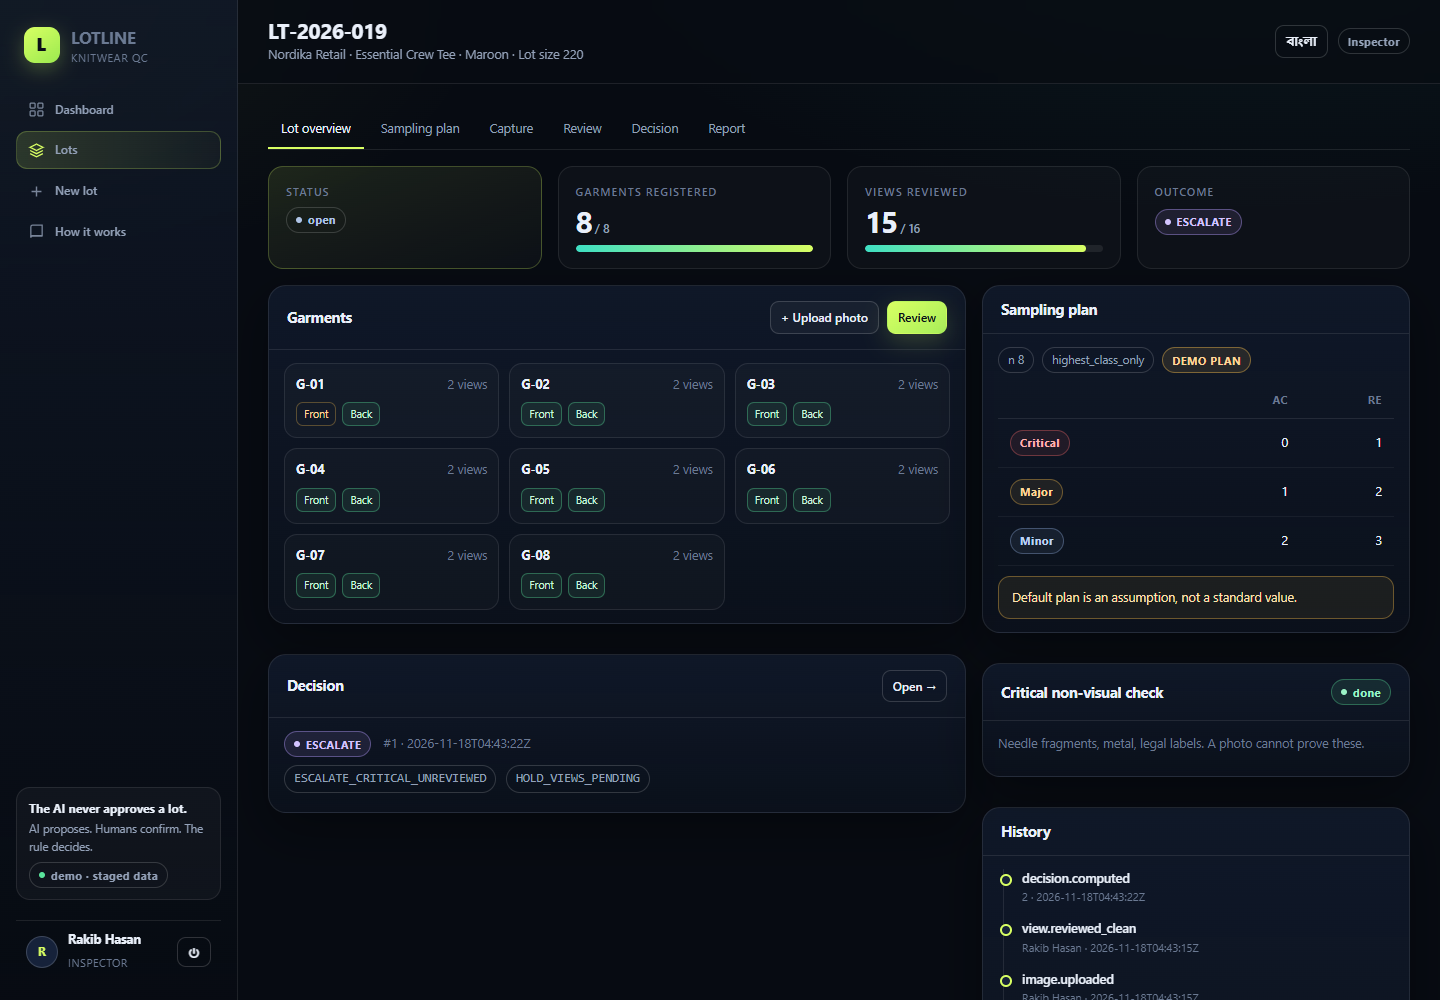 L
LOTLINE
KNITWEAR QC
Dashboard
Lots
New lot
How it works
The AI never approves a lot.
AI proposes. Humans confirm. The
rule decides.
demo · staged data
R
Rakib Hasan
INSPECTOR
LT-2026-019
Nordika Retail · Essential Crew Tee · Maroon · Lot size 220
বাংলা
Inspector
Lot overview
Sampling plan
Capture
Review
Decision
Report
STATUS
open
GARMENTS REGISTERED
8 / 8
VIEWS REVIEWED
15 / 16
OUTCOME
ESCALATE
Garments
+ Upload photo
Review
G-01 2 views
Front Back
G-02 2 views
Front Back
G-03 2 views
Front Back
G-04 2 views
Front Back
G-05 2 views
Front Back
G-06 2 views
Front Back
G-07 2 views
Front Back
G-08 2 views
Front Back
Decision
Open →
ESCALATE #1 · 2026-11-18T04:43:22Z
ESCALATE_CRITICAL_UNREVIEWED HOLD_VIEWS_PENDING
Sampling plan
n 8 highest_class_only DEMO PLAN
AC RE
Critical 0 1
Major 1 2
Minor 2 3
Default plan is an assumption, not a standard value.
Critical non-visual check
done
Needle fragments, metal, legal labels. A photo cannot prove these.
History
decision.computed
2 · 2026-11-18T04:43:22Z
view.reviewed_clean
Rakib Hasan · 2026-11-18T04:43:15Z
image.uploaded
Rakib Hasan · 2026-11-18T04:43:15Z